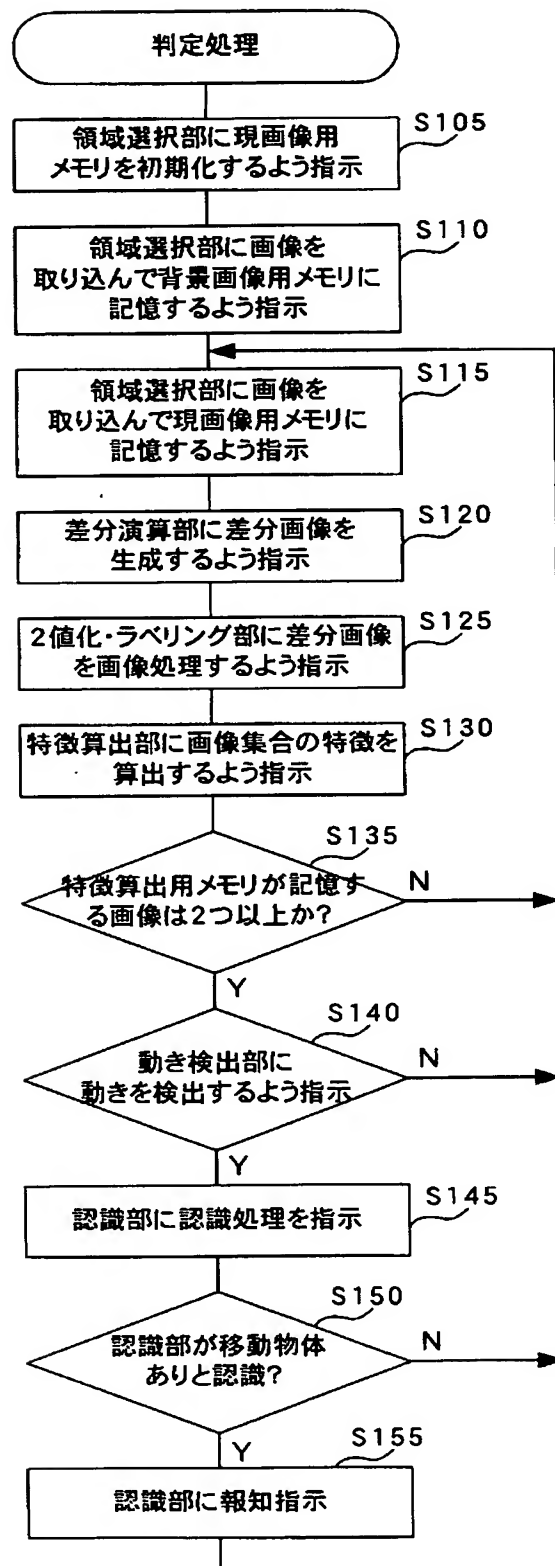 判定処理
S105
領域選択部に現画像用
メモリを初期化するよう指示
S110
領域選択部に画像を
取り込んで背景画像用メモリに
記憶するよう指示
S115
領域選択部に画像を
取り込んで現画像用メモリに
記憶するよう指示
S120
差分演算部に差分画像を
生成するよう指示
S125
2値化・ラベリング部に差分画像
を画像処理するよう指示
S130
特徴算出部に画像集合の特徴を
算出するよう指示
S135
特徴算出用メモリが記憶す
る画像は2つ以上か?
N
Y
S140
動き検出部に
動きを検出するよう指示
N
Y
S145
認識部に認識処理を指示
S150
認識部が移動物体
ありと認識?
N
Y
S155
認識部に報知指示